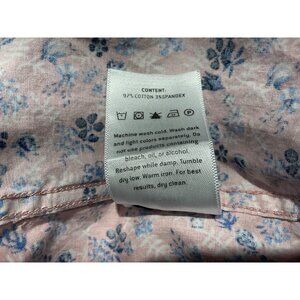 CONTENT:
97% COTTON 3% SPANDEX
Machine wash cold. Wash dark
and light colors separately. Do
not use products containing
bleach, oil, or alcohol.
Reshape while damp. Tumble
dry low. Warm iron. For best
results, dry clean.